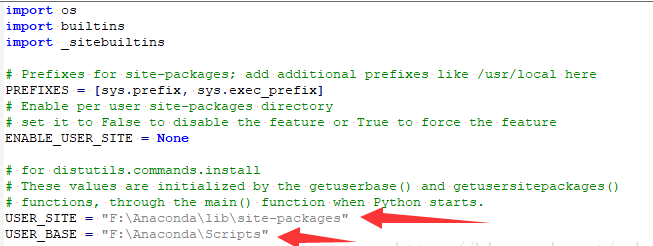 import os
import builtins
import _sitebuiltins
# Prefixes for site-packages; add additional prefixes like /usr/local here
PREFIXES = [sys.prefix, sys.exec_prefix]
# Enable per user site-packages directory
# set it to False to disable the feature or True to force the feature
ENABLE_USER_SITE = None
# for distutils.commands.install
# These values are initialized by the getuserbase() and getusersitepackages()
# functions, through the main() function when Python starts.
USER_SITE = "F:\Anaconda\lib\site-packages"
USER_BASE = "F:\Anaconda\Scripts"